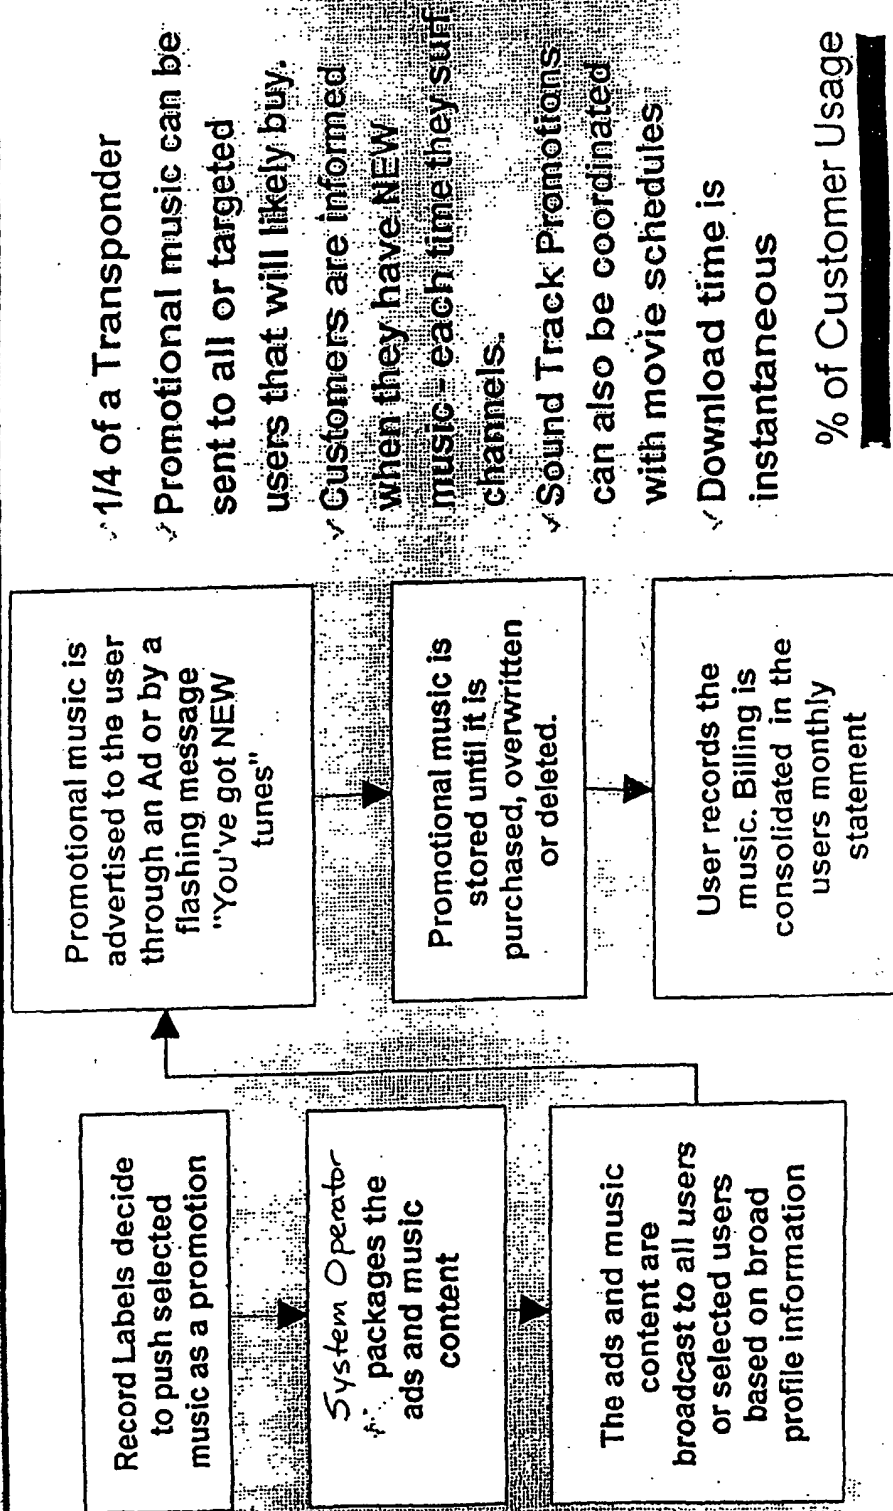 Record Labels decide
to push selected
music as a promotion
System Operator
packages the
ads and music
content
The ads and music
content are
broadcast to all users
or selected users
based on broad
profile information
Promotional music is
advertised to the user
through an Ad or by a
flashing message
"You've got NEW
tunes"
Promotional music is
stored until it is
purchased, overwritten
or deleted.
User records the
music. Billing is
consolidated in the
users monthly
statement
✓1/4 of a Transponder
✓Promotional music can be
sent to all or targeted
users that will likely buy.
✓Customers are informed
when they have NEW
music - each time they surf
channels.
✓Sound Track Promotions
can also be coordinated
with movie schedules
✓Download time is
instantaneous
% of Customer Usage